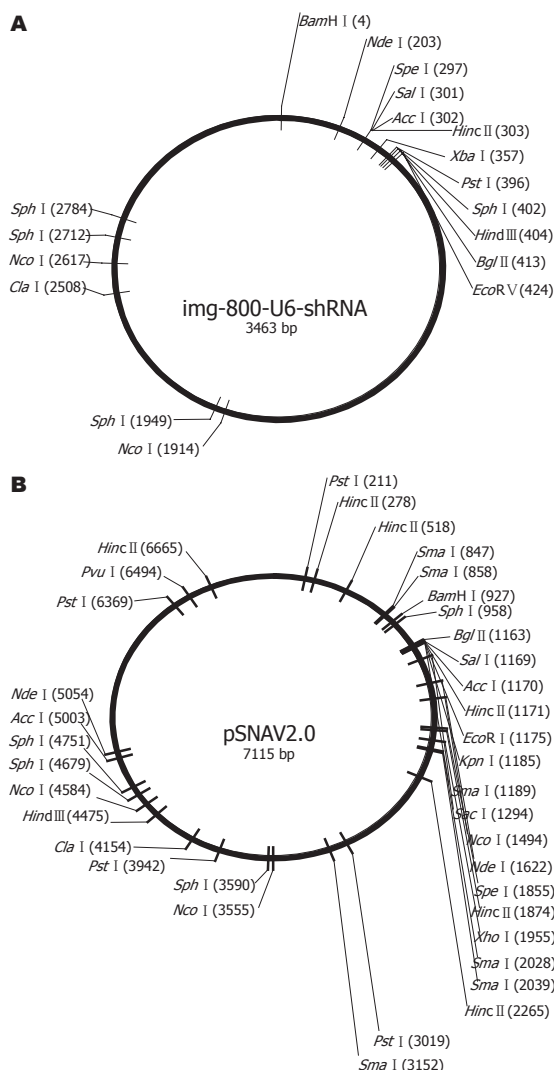 A
BamH I (4)
Nde I (203)
Spe I (297)
Sal I (301)
Acc I (302)
Hinc II (303)
Xba I (357)
Pst I (396)
Sph I (402)
Hind III (404)
Bgl II (413)
EcoR V (424)
Sph I (2784)
Sph I (2712)
Nco I (2617)
Cla I (2508)
img-800-U6-shRNA
3463 bp
Sph I (1949)
Nco I (1914)
B
Pst I (211)
Hinc II (278)
Hinc II (518)
Hinc II (6665)
Pvu I (6494)
Pst I (6369)
Sma I (847)
Sma I (858)
BamH I (927)
Sph I (958)
Bgl II (1163)
Sal I (1169)
Acc I (1170)
Hinc II (1171)
EcoR I (1175)
Kpn I (1185)
Sma I (1189)
Sac I (1294)
Nco I (1494)
Nde I (1622)
Spe I (1855)
Hinc II (1874)
Xho I (1955)
Sma I (2028)
Sma I (2039)
Hinc II (2265)
Nde I (5054)
Acc I (5003)
Sph I (4751)
Sph I (4679)
Nco I (4584)
Hind III (4475)
Cla I (4154)
Pst I (3942)
Sph I (3590)
Nco I (3555)
pSNAV2.0
7115 bp
Pst I (3019)
Sma I (3152)